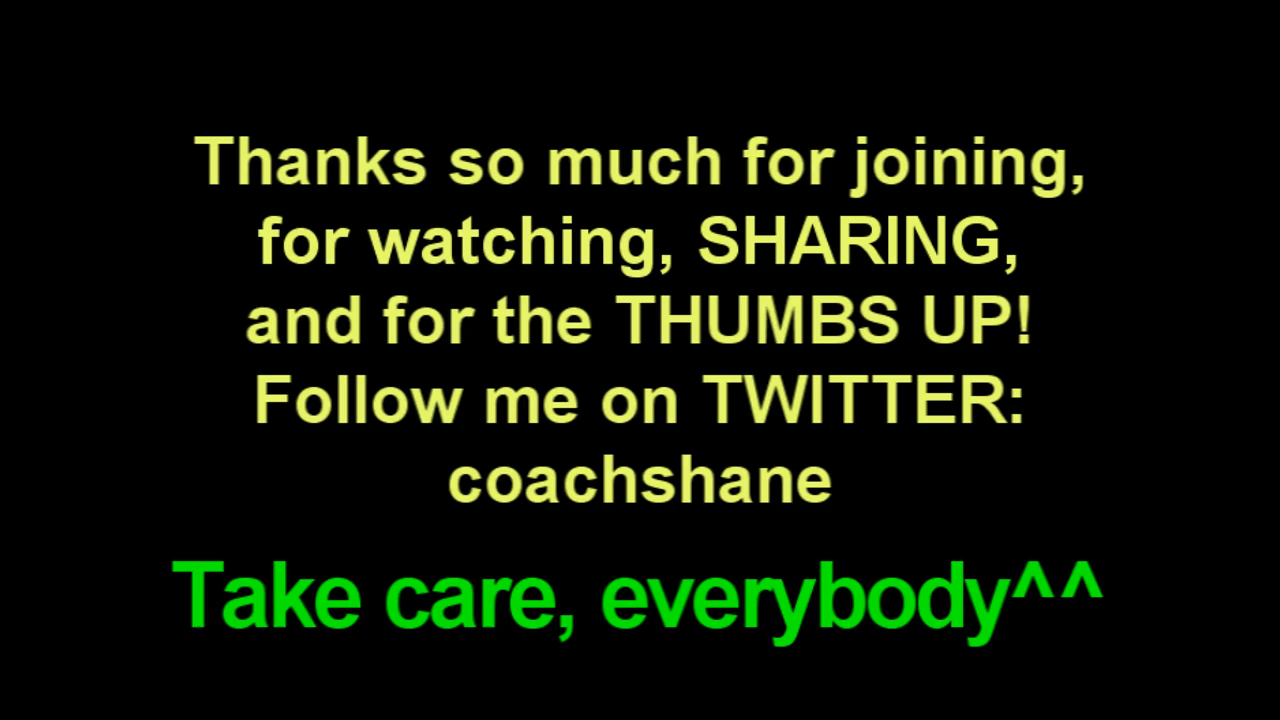 Thanks so much for joining,
for watching, SHARING,
and for the THUMBS UP!
Follow me on TWITTER:
coachshane
Take care, everybody^^